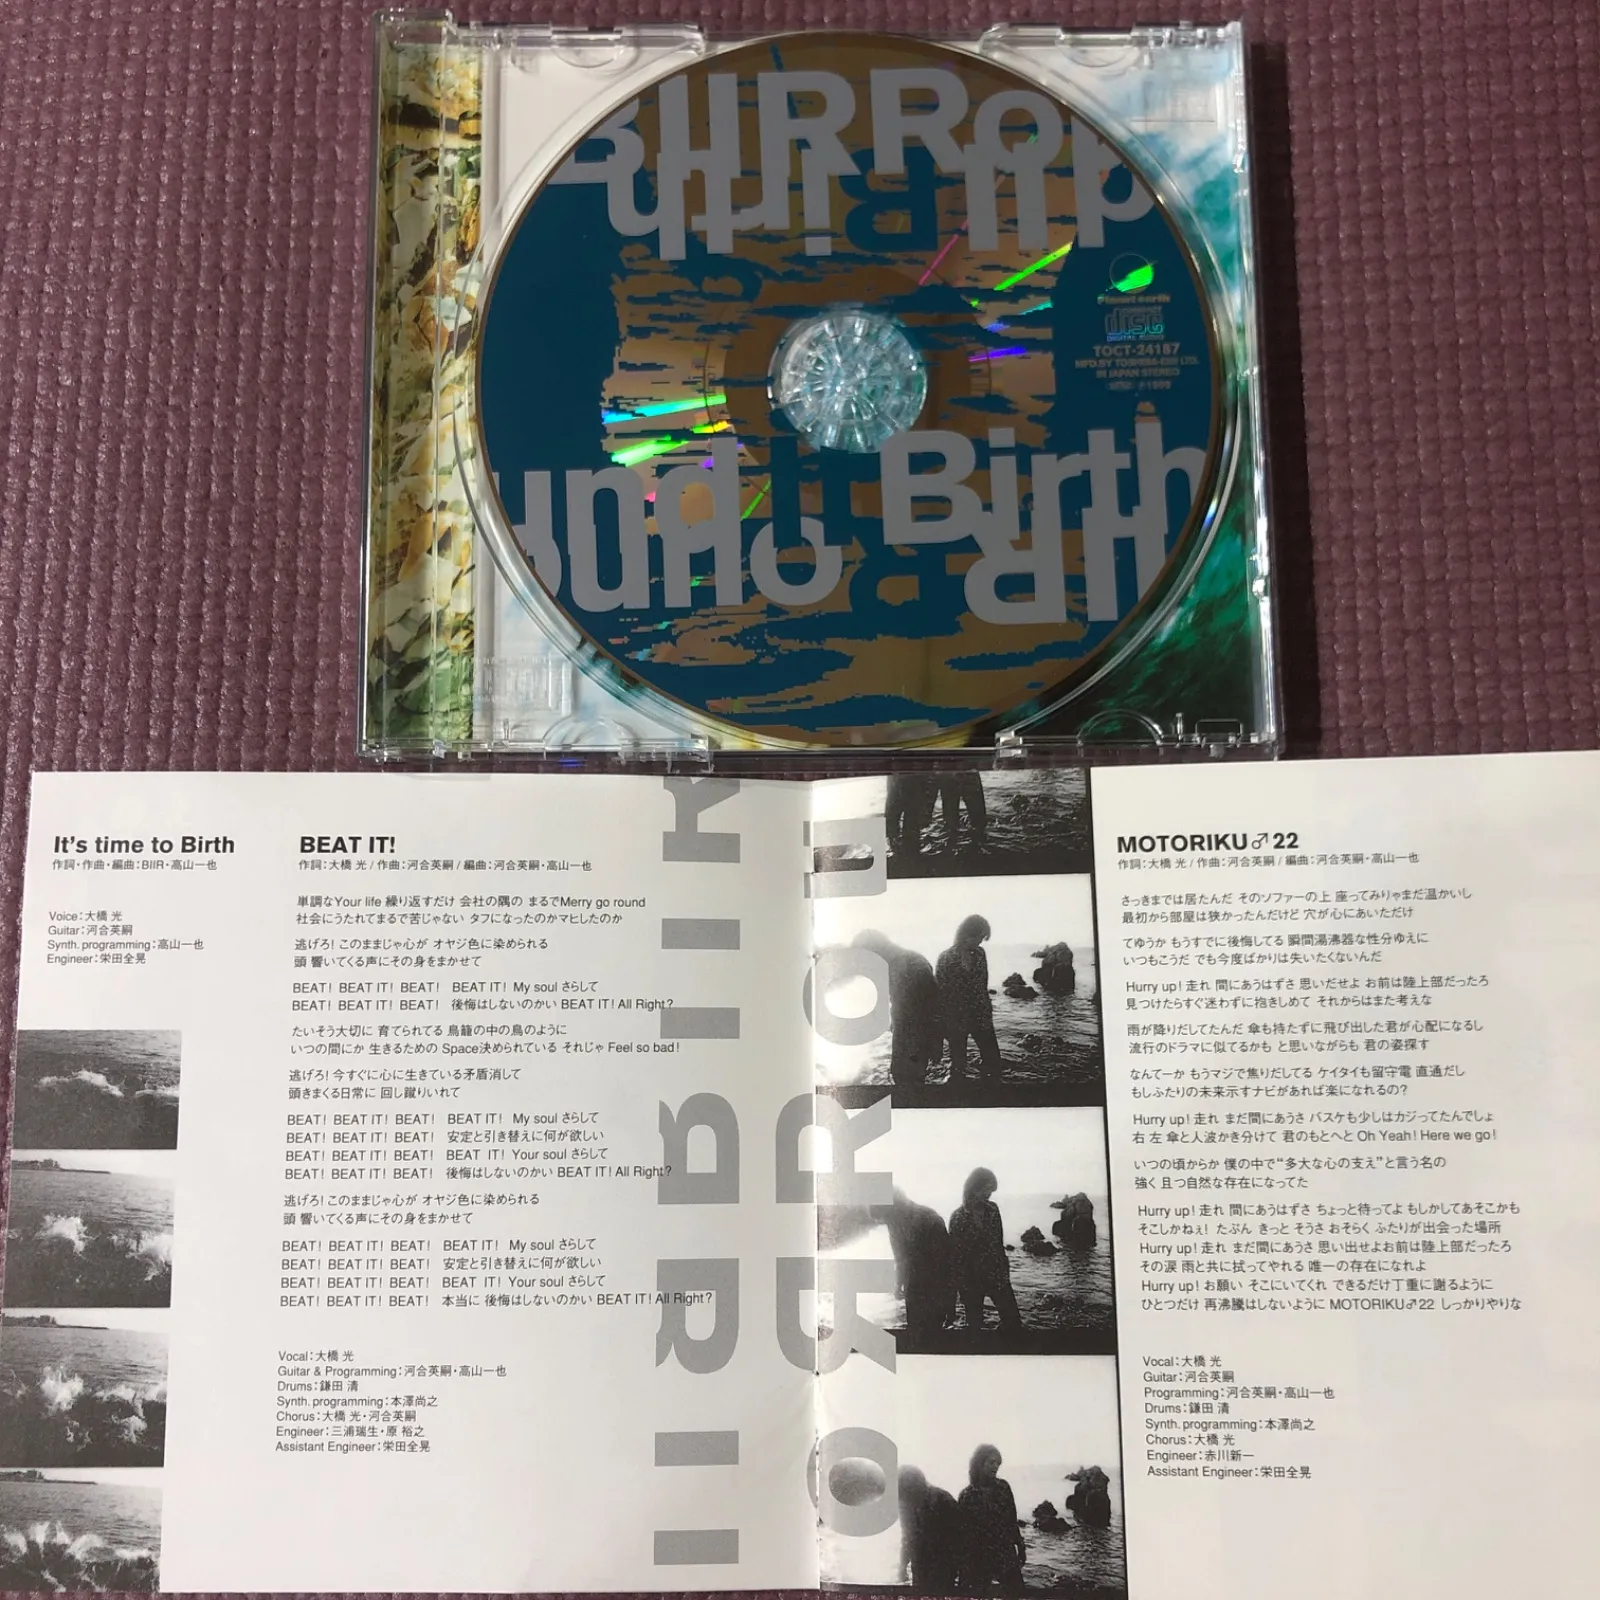 Planet earth
COMPACT
disc
DIGITAL AUDIO
TOCT-24187
MFD. BY TOSHIBA-EMI LTD.
IN JAPAN STEREO
Birth
It's time to Birth
作詞・作曲・編曲:BIIR・高山一也
Voice:大橋 光
Guitar:河合英嗣
Synth. programming:高山一也
Engineer:栄田全晃
BEAT IT!
作詞:大橋 光 / 作曲:河合英嗣 / 編曲:河合英嗣・高山一也
単調なYour life 繰り返すだけ 会社の隅の まるでMerry go round
社会にうたれてまるで苦じゃない タフになったのかマヒしたのか
逃げろ! このままじゃ心が オヤジ色に染められる
頭 響いてくる声にその身をまかせて
BEAT! BEAT IT! BEAT! BEAT IT! My soul さらして
BEAT! BEAT IT! BEAT! 後悔はしないのかい BEAT IT! All Right?
たいそう大切に 育てられてる 鳥籠の中の鳥のように
いつの間にか 生きるための Space決められている それじゃ Feel so bad!
逃げろ! 今すぐに心に生きている矛盾消して
頭きまくる日常に 回し蹴りいれて
BEAT! BEAT IT! BEAT! BEAT IT! My soul さらして
BEAT! BEAT IT! BEAT! 安定と引き替えに何が欲しい
BEAT! BEAT IT! BEAT! BEAT IT! Your soul さらして
BEAT! BEAT IT! BEAT! 後悔はしないのかい BEAT IT! All Right?
逃げろ! このままじゃ心が オヤジ色に染められる
頭 響いてくる声にその身をまかせて
BEAT! BEAT IT! BEAT! BEAT IT! My soul さらして
BEAT! BEAT IT! BEAT! 安定と引き替えに何が欲しい
BEAT! BEAT IT! BEAT! BEAT IT! Your soul さらして
BEAT! BEAT IT! BEAT! 本当に 後悔はしないのかい BEAT IT! All Right?
Vocal:大橋 光
Guitar & Programming:河合英嗣・高山一也
Drums:鎌田 清
Synth. programming:本澤尚之
Chorus:大橋 光・河合英嗣
Engineer:三浦瑞生・原 裕之
Assistant Engineer:栄田全晃
MOTORIKU♂22
作詞:大橋 光 / 作曲:河合英嗣 / 編曲:河合英嗣・高山一也
さっきまでは居たんだ そのソファーの上 座ってみりゃまだ温かいし
最初から部屋は狭かったんだけど 穴が心にあいただけ
てゆうか もうすでに後悔してる 瞬間湯沸器な性分ゆえに
いつもこうだ でも今度ばかりは失いたくないんだ
Hurry up! 走れ 間にあうはずさ 思いだせよ お前は陸上部だったろ
見つけたらすぐ迷わずに抱きしめて それからはまた考えな
雨が降りだしてたんだ 傘も持たずに飛び出した君が心配になるし
流行のドラマに似てるかも と思いながらも 君の姿探す
なんてーか もうマジで焦りだしてる ケイタイも留守電 直通だし
もしふたりの未来示すナビがあれば楽になれるの?
Hurry up! 走れ まだ間にあうさ バスケも少しはカジってたんでしょ
右 左 傘と人波かき分けて 君のもとへと Oh Yeah! Here we go!
いつの頃からか 僕の中で“多大な心の支え”と言う名の
強く 且つ自然な存在になってた
Hurry up! 走れ 間にあうはずさ ちょっと待ってよ もしかしてあそこかも
そこしかねぇ! たぶん きっと そうさ おそらく ふたりが出会った場所
Hurry up! 走れ まだ間にあうさ 思い出せよお前は陸上部だったろ
その涙 雨と共に拭ってやれる 唯一の存在になれよ
Hurry up! お願い そこにいてくれ できるだけ丁重に謝るように
ひとつだけ 再沸騰はしないように MOTORIKU♂22 しっかりやりな
Vocal:大橋 光
Guitar:河合英嗣
Programming:河合英嗣・高山一也
Drums:鎌田 清
Synth. programming:本澤尚之
Chorus:大橋 光
Engineer:赤川新一
Assistant Engineer:栄田全晃